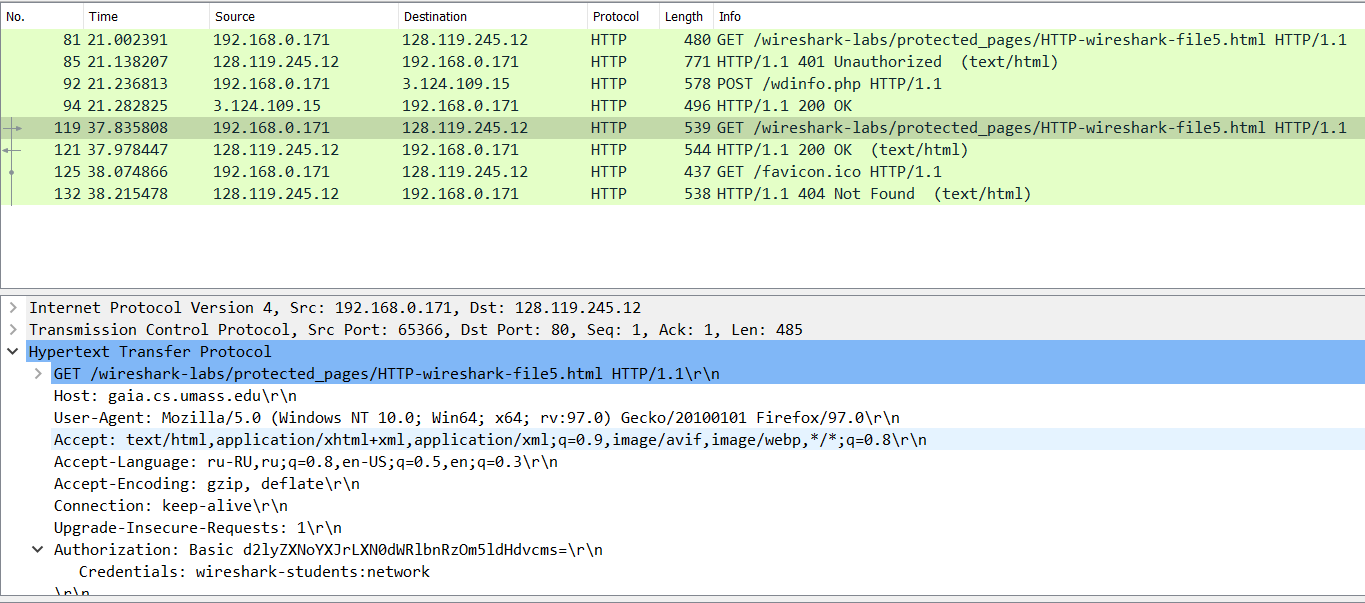 No. Time Source Destination Protocol Length Info
81 21.002391 192.168.0.171 128.119.245.12 HTTP 480 GET /wireshark-labs/protected_pages/HTTP-wireshark-file5.html HTTP/1.1
85 21.138207 128.119.245.12 192.168.0.171 HTTP 771 HTTP/1.1 401 Unauthorized (text/html)
92 21.236813 192.168.0.171 3.124.109.15 HTTP 578 POST /wdinfo.php HTTP/1.1
94 21.282825 3.124.109.15 192.168.0.171 HTTP 496 HTTP/1.1 200 OK
119 37.835808 192.168.0.171 128.119.245.12 HTTP 539 GET /wireshark-labs/protected_pages/HTTP-wireshark-file5.html HTTP/1.1
121 37.978447 128.119.245.12 192.168.0.171 HTTP 544 HTTP/1.1 200 OK (text/html)
125 38.074866 192.168.0.171 128.119.245.12 HTTP 437 GET /favicon.ico HTTP/1.1
132 38.215478 128.119.245.12 192.168.0.171 HTTP 538 HTTP/1.1 404 Not Found (text/html)
Internet Protocol Version 4, Src: 192.168.0.171, Dst: 128.119.245.12
Transmission Control Protocol, Src Port: 65366, Dst Port: 80, Seq: 1, Ack: 1, Len: 485
Hypertext Transfer Protocol
GET /wireshark-labs/protected_pages/HTTP-wireshark-file5.html HTTP/1.1\r\n
Host: gaia.cs.umass.edu\r\n
User-Agent: Mozilla/5.0 (Windows NT 10.0; Win64; x64; rv:97.0) Gecko/20100101 Firefox/97.0\r\n
Accept: text/html,application/xhtml+xml,application/xml;q=0.9,image/avif,image/webp,*/*;q=0.8\r\n
Accept-Language: ru-RU,ru;q=0.8,en-US;q=0.5,en;q=0.3\r\n
Accept-Encoding: gzip, deflate\r\n
Connection: keep-alive\r\n
Upgrade-Insecure-Requests: 1\r\n
Authorization: Basic d2lyZXNoYXJrLXN0dWRlbnRzOm5ldHdvcms=\r\n
Credentials: wireshark-students:network
\r\n